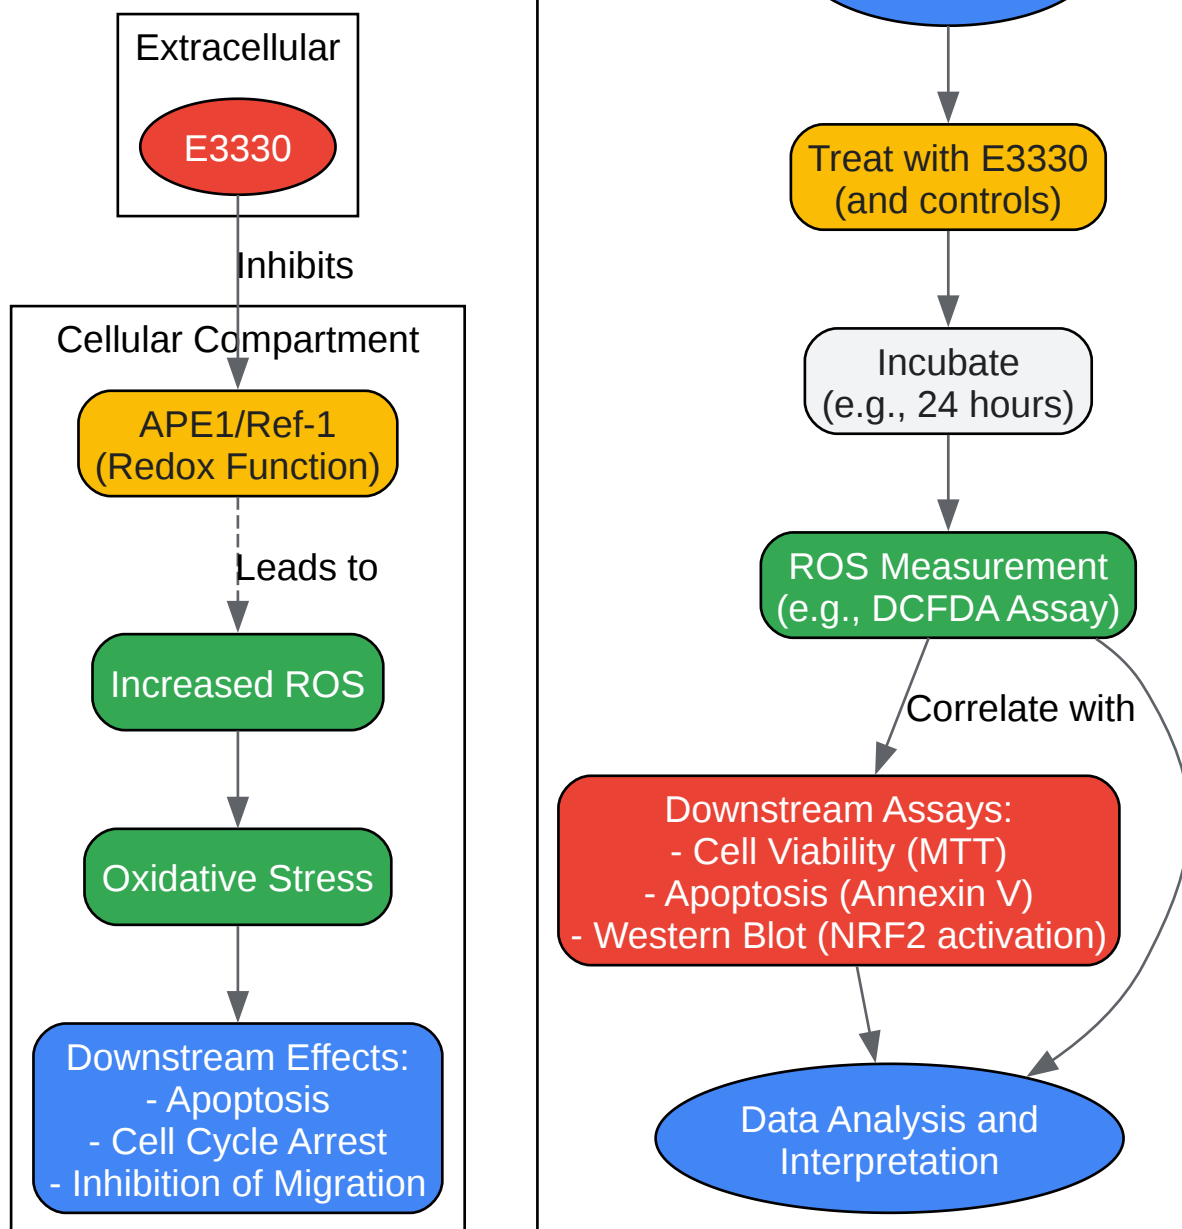 Extracellular
E3330
Inhibits
Cellular Compartment
APE1/Ref-1
(Redox Function)
Leads to
Increased ROS
Oxidative Stress
Downstream Effects:
- Apoptosis
- Cell Cycle Arrest
- Inhibition of Migration
Treat with E3330
(and controls)
Incubate
(e.g., 24 hours)
ROS Measurement
(e.g., DCFDA Assay)
Correlate with
Downstream Assays:
- Cell Viability (MTT)
- Apoptosis (Annexin V)
- Western Blot (NRF2 activation)
Data Analysis and
Interpretation